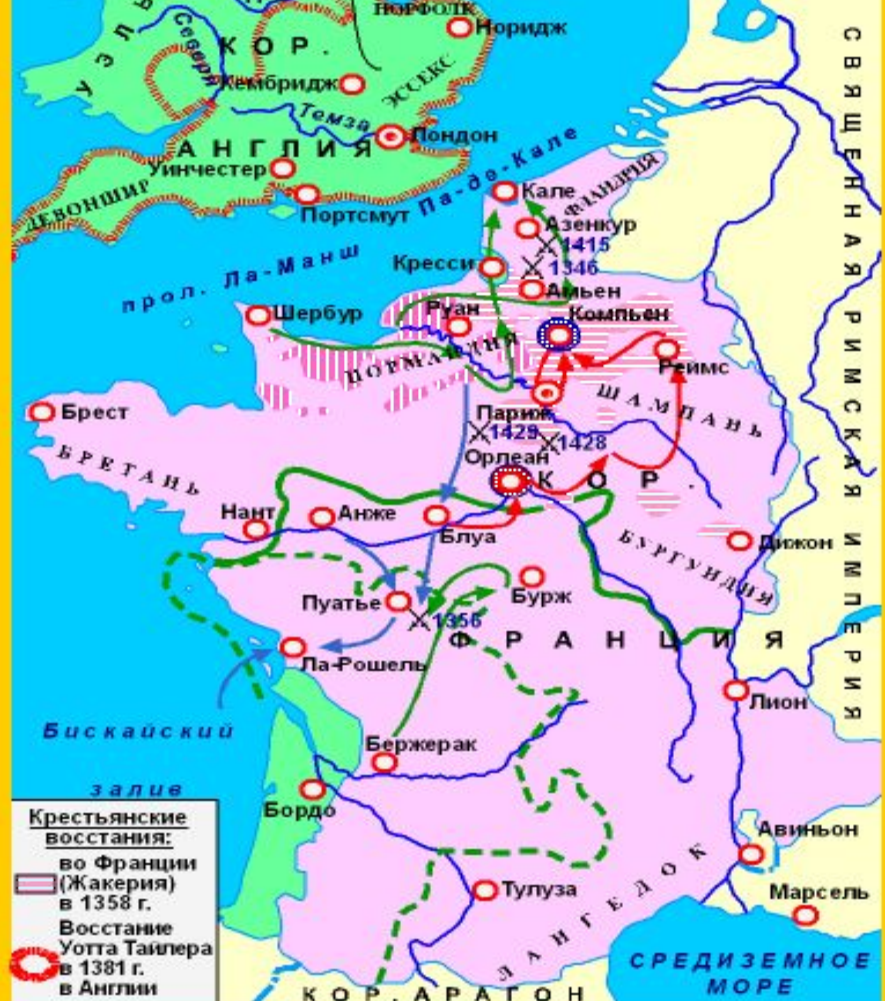 НОРФОЛК
Норидж
УЭЛЬ
Северн
КОР.
Кембридж
ЭССЕКС
Темза
Лондон
АНГЛИЯ
Уинчестер
ДЕВОНШИР
Портсмут
Па-де-Кале
прол. Ла-Манш
СВЯЩЕННАЯ РИМСКАЯ ИМПЕРИЯ
Кале
ФЛАНДРИЯ
Азенкур
1415
Кресси
1346
Амьен
Шербур
Руан
Компьен
НОРМАНДИЯ
Реймс
ШАМПАНЬ
Париж
Брест
1429
1428
БРЕТАНЬ
Орлеан
КОР.
Нант
Анже
Блуа
Дижон
БУРГУНДИЯ
Пуатье
Бурж
1356
ФРАНЦИЯ
Ла-Рошель
Лион
Бискайский
залив
Бержерак
Бордо
Авиньон
Тулуза
Марсель
ЛАНГЕДОК
СРЕДИЗЕМНОЕ
МОРЕ
КОР. АРАГОН
Крестьянские
восстания:
во Франции
(Жакерия)
в 1358 г.
Восстание
Уотта Тайлера
в 1381 г.
в Англии